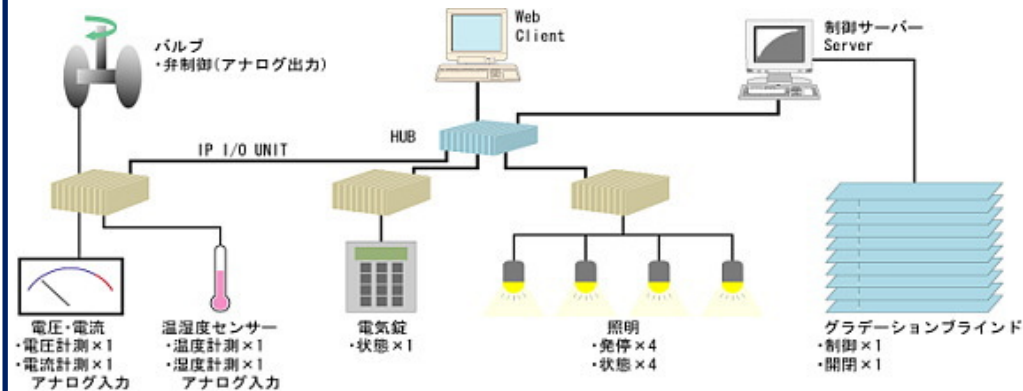 バルブ
・弁制御(アナログ出力)
Web
Client
制御サーバー
Server
HUB
IP I/O UNIT
電圧・電流
・電圧計測×1
・電流計測×1
アナログ入力
温湿度センサー
・温度計測×1
・湿度計測×1
アナログ入力
電気錠
・状態×1
照明
・発停×4
・状態×4
グラデーションブラインド
・制御×1
・開閉×1